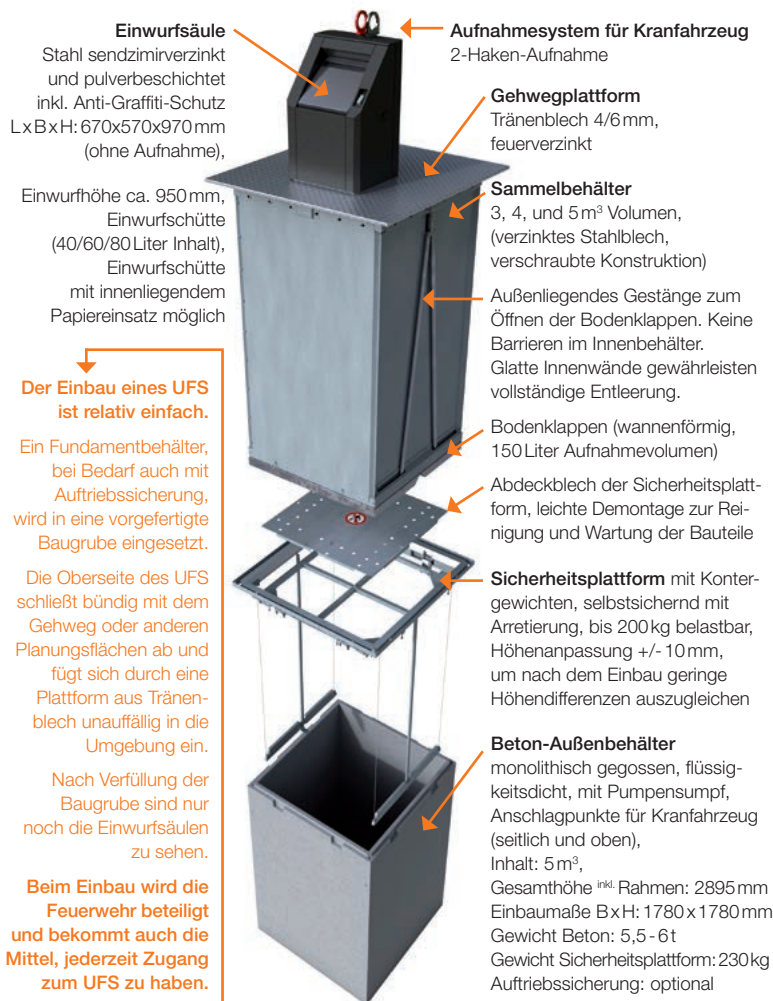 Einwurfsäule
Stahl sendzimirverzinkt
und pulverbeschichtet
inkl. Anti-Graffiti-Schutz
LxBxH: 670x570x970 mm
(ohne Aufnahme),
Einwurfhöhe ca. 950 mm,
Einwurfschütte
(40/60/80 Liter Inhalt),
Einwurfschütte
mit innenliegendem
Papiereinsatz möglich
Der Einbau eines UFS
ist relativ einfach.
Ein Fundamentbehälter,
bei Bedarf auch mit
Auftriebssicherung,
wird in eine vorgefertigte
Baugrube eingesetzt.
Die Oberseite des UFS
schließt bündig mit dem
Gehweg oder anderen
Planungsflächen ab und
fügt sich durch eine
Plattform aus Tränen-
blech unauffällig in die
Umgebung ein.
Nach Verfüllung der
Baugrube sind nur
noch die Einwurfsäulen
zu sehen.
Beim Einbau wird die
Feuerwehr beteiligt
und bekommt auch die
Mittel, jederzeit Zugang
zum UFS zu haben.
Aufnahmesystem für Kranfahrzeug
2-Haken-Aufnahme
Gehwegplattform
Tränenblech 4/6 mm,
feuerverzinkt
Sammelbehälter
3, 4, und 5 m³ Volumen,
(verzinktes Stahlblech,
verschraubte Konstruktion)
Außenliegendes Gestänge zum
Öffnen der Bodenklappen. Keine
Barrieren im Innenbehälter.
Glatte Innenwände gewährleisten
vollständige Entleerung.
Bodenklappen (wannenförmig,
150 Liter Aufnahmevolumen)
Abdeckblech der Sicherheitsplatt-
form, leichte Demontage zur Rei-
nigung und Wartung der Bauteile
Sicherheitsplattform mit Konter-
gewichten, selbstsichernd mit
Arretierung, bis 200 kg belastbar,
Höhenanpassung +/- 10 mm,
um nach dem Einbau geringe
Höhendifferenzen auszugleichen
Beton-Außenbehälter
monolithisch gegossen, flüssig-
keitsdicht, mit Pumpensumpf,
Anschlagpunkte für Kranfahrzeug
(seitlich und oben),
Inhalt: 5 m³,
Gesamthöhe inkl. Rahmen: 2895 mm
Einbaumaße BxH: 1780 x 1780 mm
Gewicht Beton: 5,5 - 6 t
Gewicht Sicherheitsplattform: 230 kg
Auftriebssicherung: optional